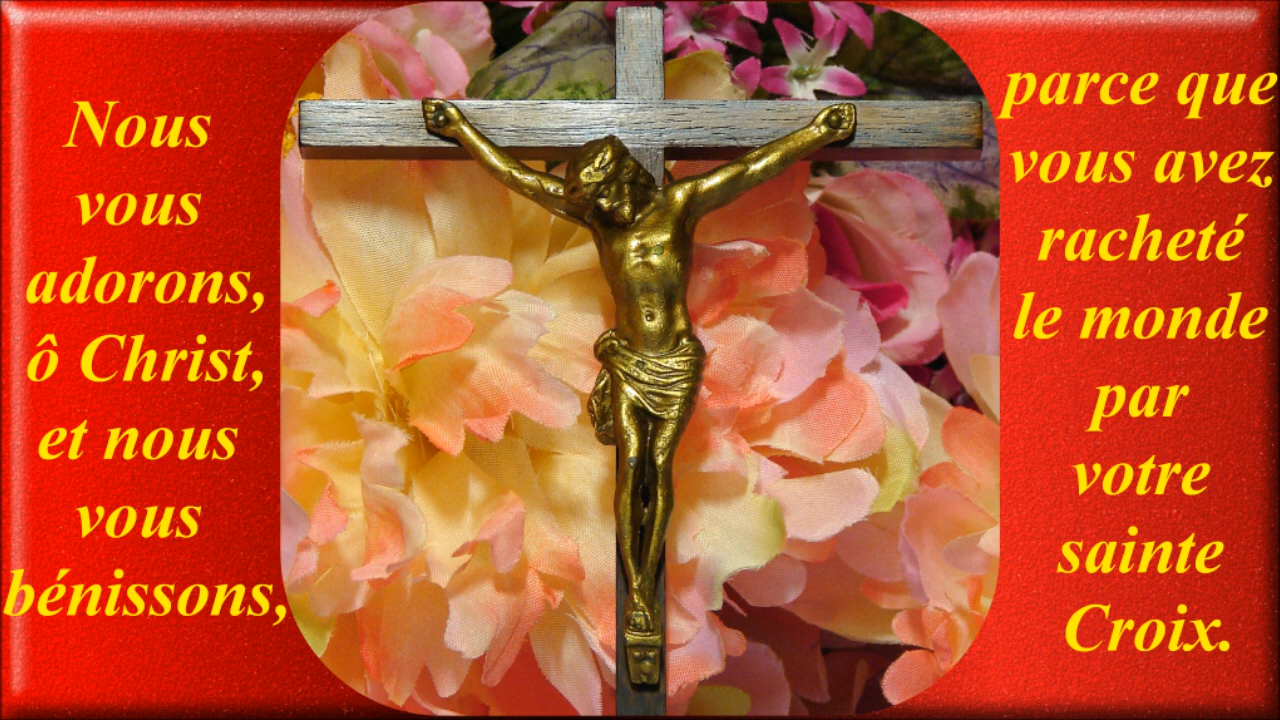 Nous
vous
adorons,
ô Christ,
et nous
vous
bénissons,
parce que
vous avez
racheté
le monde
par
votre
sainte
Croix.